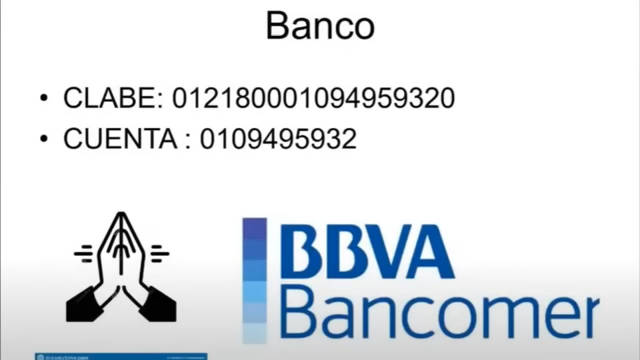 Banco
• CLABE: 012180001094959320
• CUENTA : 0109495932
BBVA
Bancomer